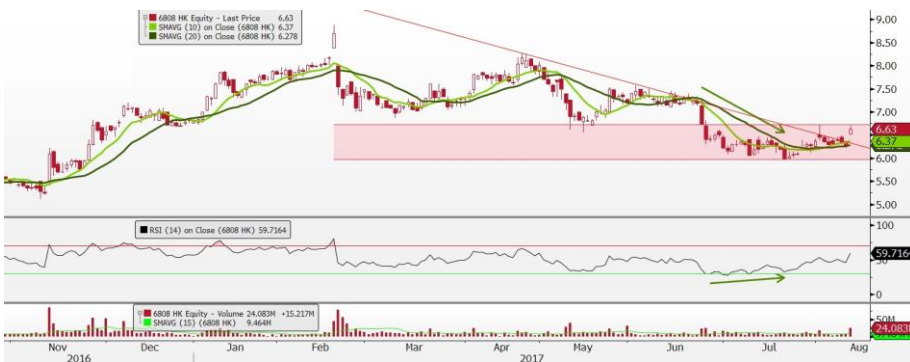 6808 HK Equity - Last Price 6.63
SMAVG (10) on Close (6808 HK) 6.37
SMAVG (20) on Close (6808 HK) 6.278
9.00
8.50
8.00
7.50
7.00
6.63
6.37
6.00
5.50
5.00
RSI (14) on Close (6808 HK) 59.7164
100
59.7164
0
6808 HK Equity - Volume 24.083M +15.217M
SMAVG (15) (6808 HK) 9.464M
50M
24.083M
Nov Dec Jan Feb Mar Apr May Jun Jul Aug
2016 2017